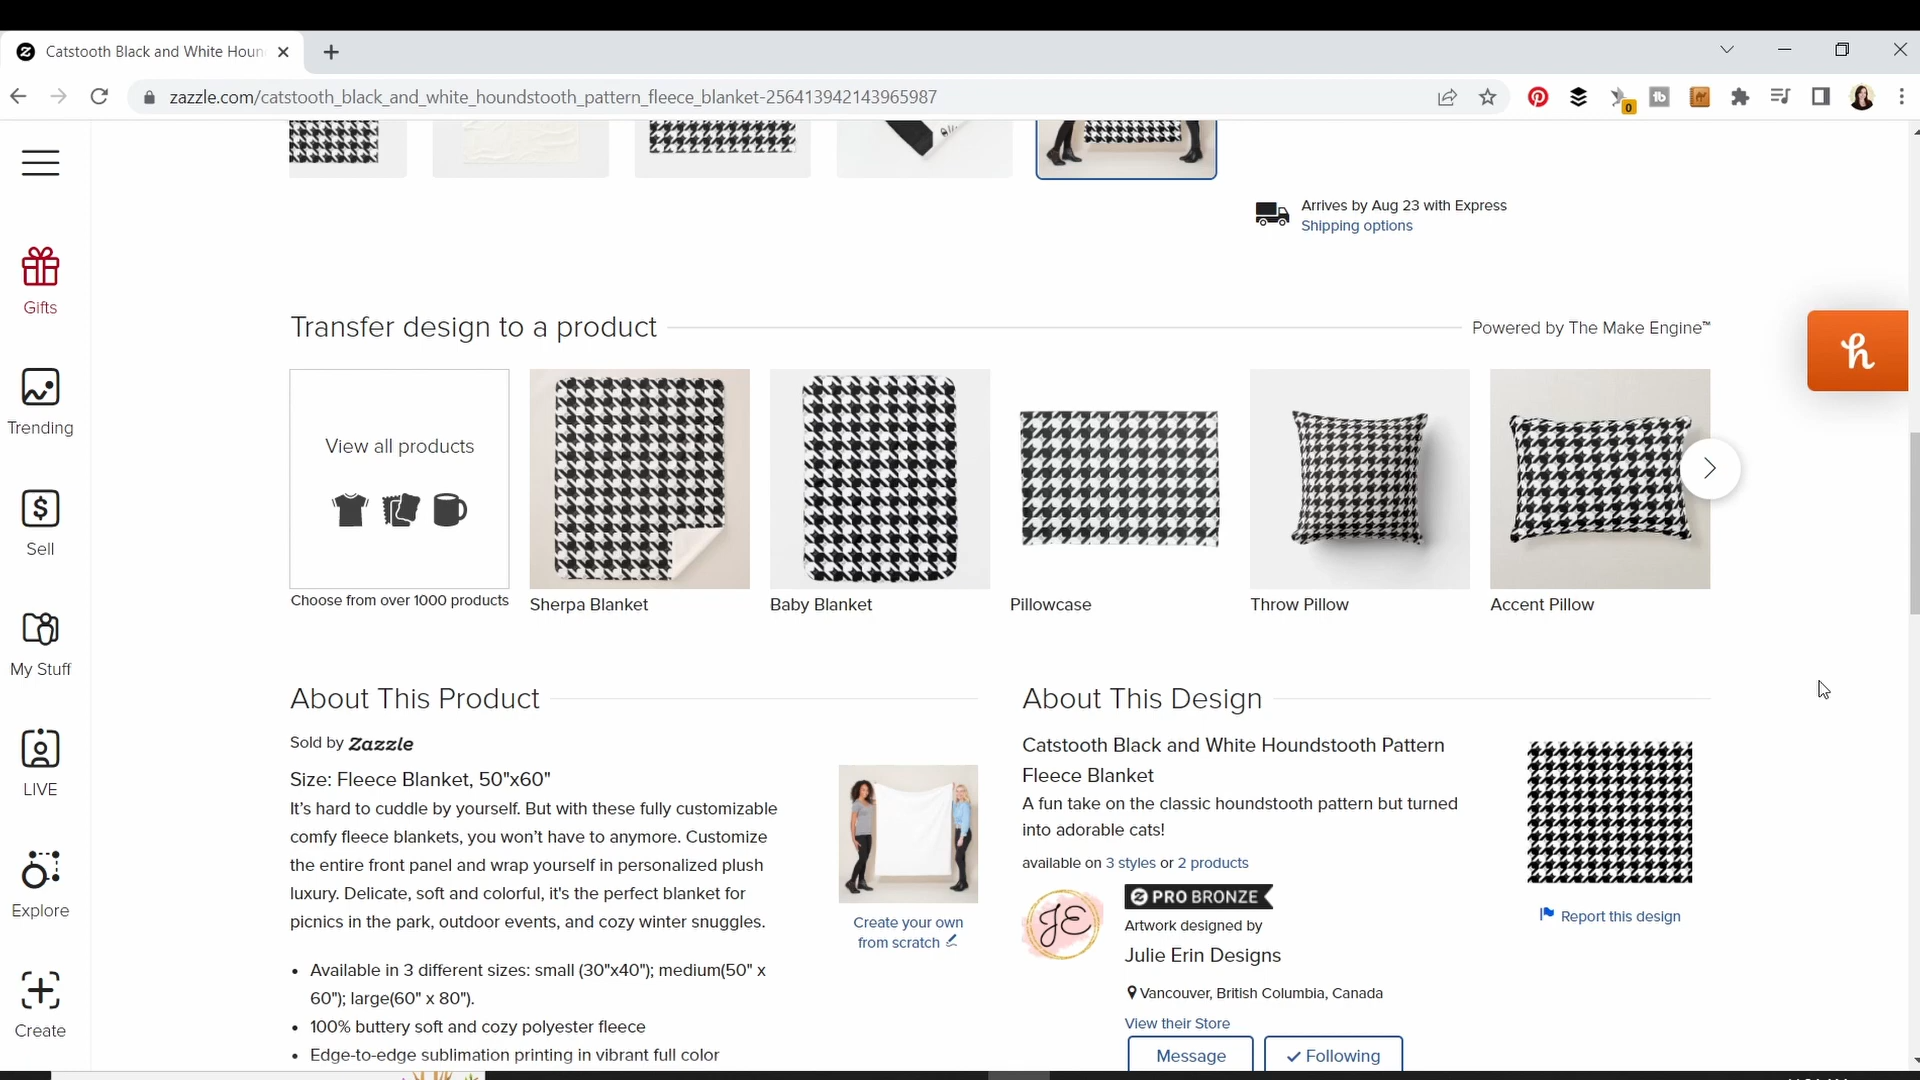 Catstooth Black and White Houn
zazzle.com/catstooth_black_and_white_houndstooth_pattern_fleece_blanket-256413942143965987
0
tb
Arrives by Aug 23 with Express
Shipping options
Gifts
Trending
Sell
My Stuff
LIVE
Explore
Create
Transfer design to a product
Powered by The Make Engine™
h
View all products
Choose from over 1000 products
Sherpa Blanket
Baby Blanket
Pillowcase
Throw Pillow
Accent Pillow
About This Product
Sold by Zazzle
Size: Fleece Blanket, 50"x60"
It's hard to cuddle by yourself. But with these fully customizable
comfy fleece blankets, you won't have to anymore. Customize
the entire front panel and wrap yourself in personalized plush
luxury. Delicate, soft and colorful, it's the perfect blanket for
picnics in the park, outdoor events, and cozy winter snuggles.
Create your own
from scratch
• Available in 3 different sizes: small (30"x40"); medium(50" x
60"); large(60" x 80").
• 100% buttery soft and cozy polyester fleece
• Edge-to-edge sublimation printing in vibrant full color
About This Design
Catstooth Black and White Houndstooth Pattern
Fleece Blanket
A fun take on the classic houndstooth pattern but turned
into adorable cats!
available on 3 styles or 2 products
JE
PRO BRONZE
Artwork designed by
Julie Erin Designs
Vancouver, British Columbia, Canada
View their Store
Message
Following
Report this design